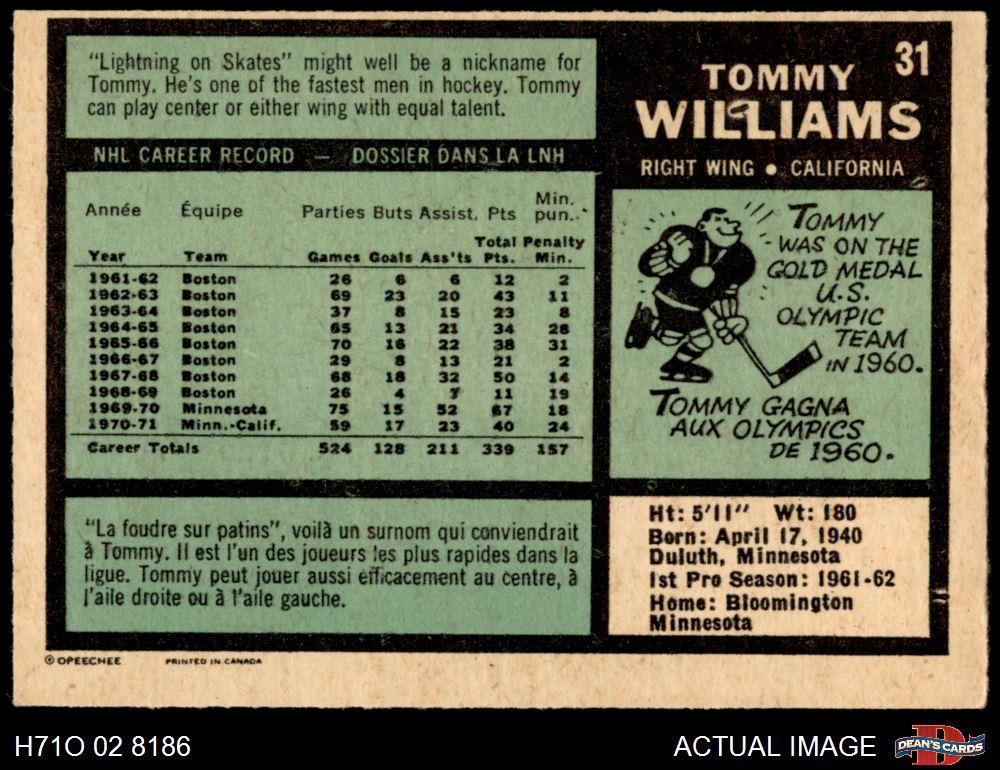 "Lightning on Skates" might well be a nickname for
Tommy. He's one of the fastest men in hockey. Tommy
can play center or either wing with equal talent.
NHL CAREER RECORD — DOSSIER DANS LA LNH
Année Équipe Parties Buts Assist. Pts Min. pun.
Year Team Games Goals Ass'ts Total Pts. Penalty Min.
1961-62 Boston 26 6 6 12 2
1962-63 Boston 69 23 20 43 11
1963-64 Boston 37 8 15 23 8
1964-65 Boston 65 13 21 34 28
1965-66 Boston 70 16 22 38 31
1966-67 Boston 29 8 13 21 2
1967-68 Boston 68 18 32 50 14
1968-69 Boston 26 4 7 11 19
1969-70 Minnesota 75 15 52 67 18
1970-71 Minn.-Calif. 59 17 23 40 24
Career Totals 524 128 211 339 157
"La foudre sur patins", voilà un surnom qui conviendrait
à Tommy. Il est l'un des joueurs les plus rapides dans la
ligue. Tommy peut jouer aussi efficacement au centre, à
l'aile droite ou à l'aile gauche.
31
TOMMY
WILLIAMS
RIGHT WING • CALIFORNIA
TOMMY
WAS ON THE
GOLD MEDAL
U.S.
OLYMPIC
TEAM
IN 1960.
TOMMY GAGNA
AUX OLYMPICS
DE 1960.
Ht: 5'11" Wt: 180
Born: April 17, 1940
Duluth, Minnesota
1st Pro Season: 1961-62
Home: Bloomington
Minnesota
© OPEECHEE PRINTED IN CANADA
H71O 02 8186
ACTUAL IMAGE
DEAN'S CARDS